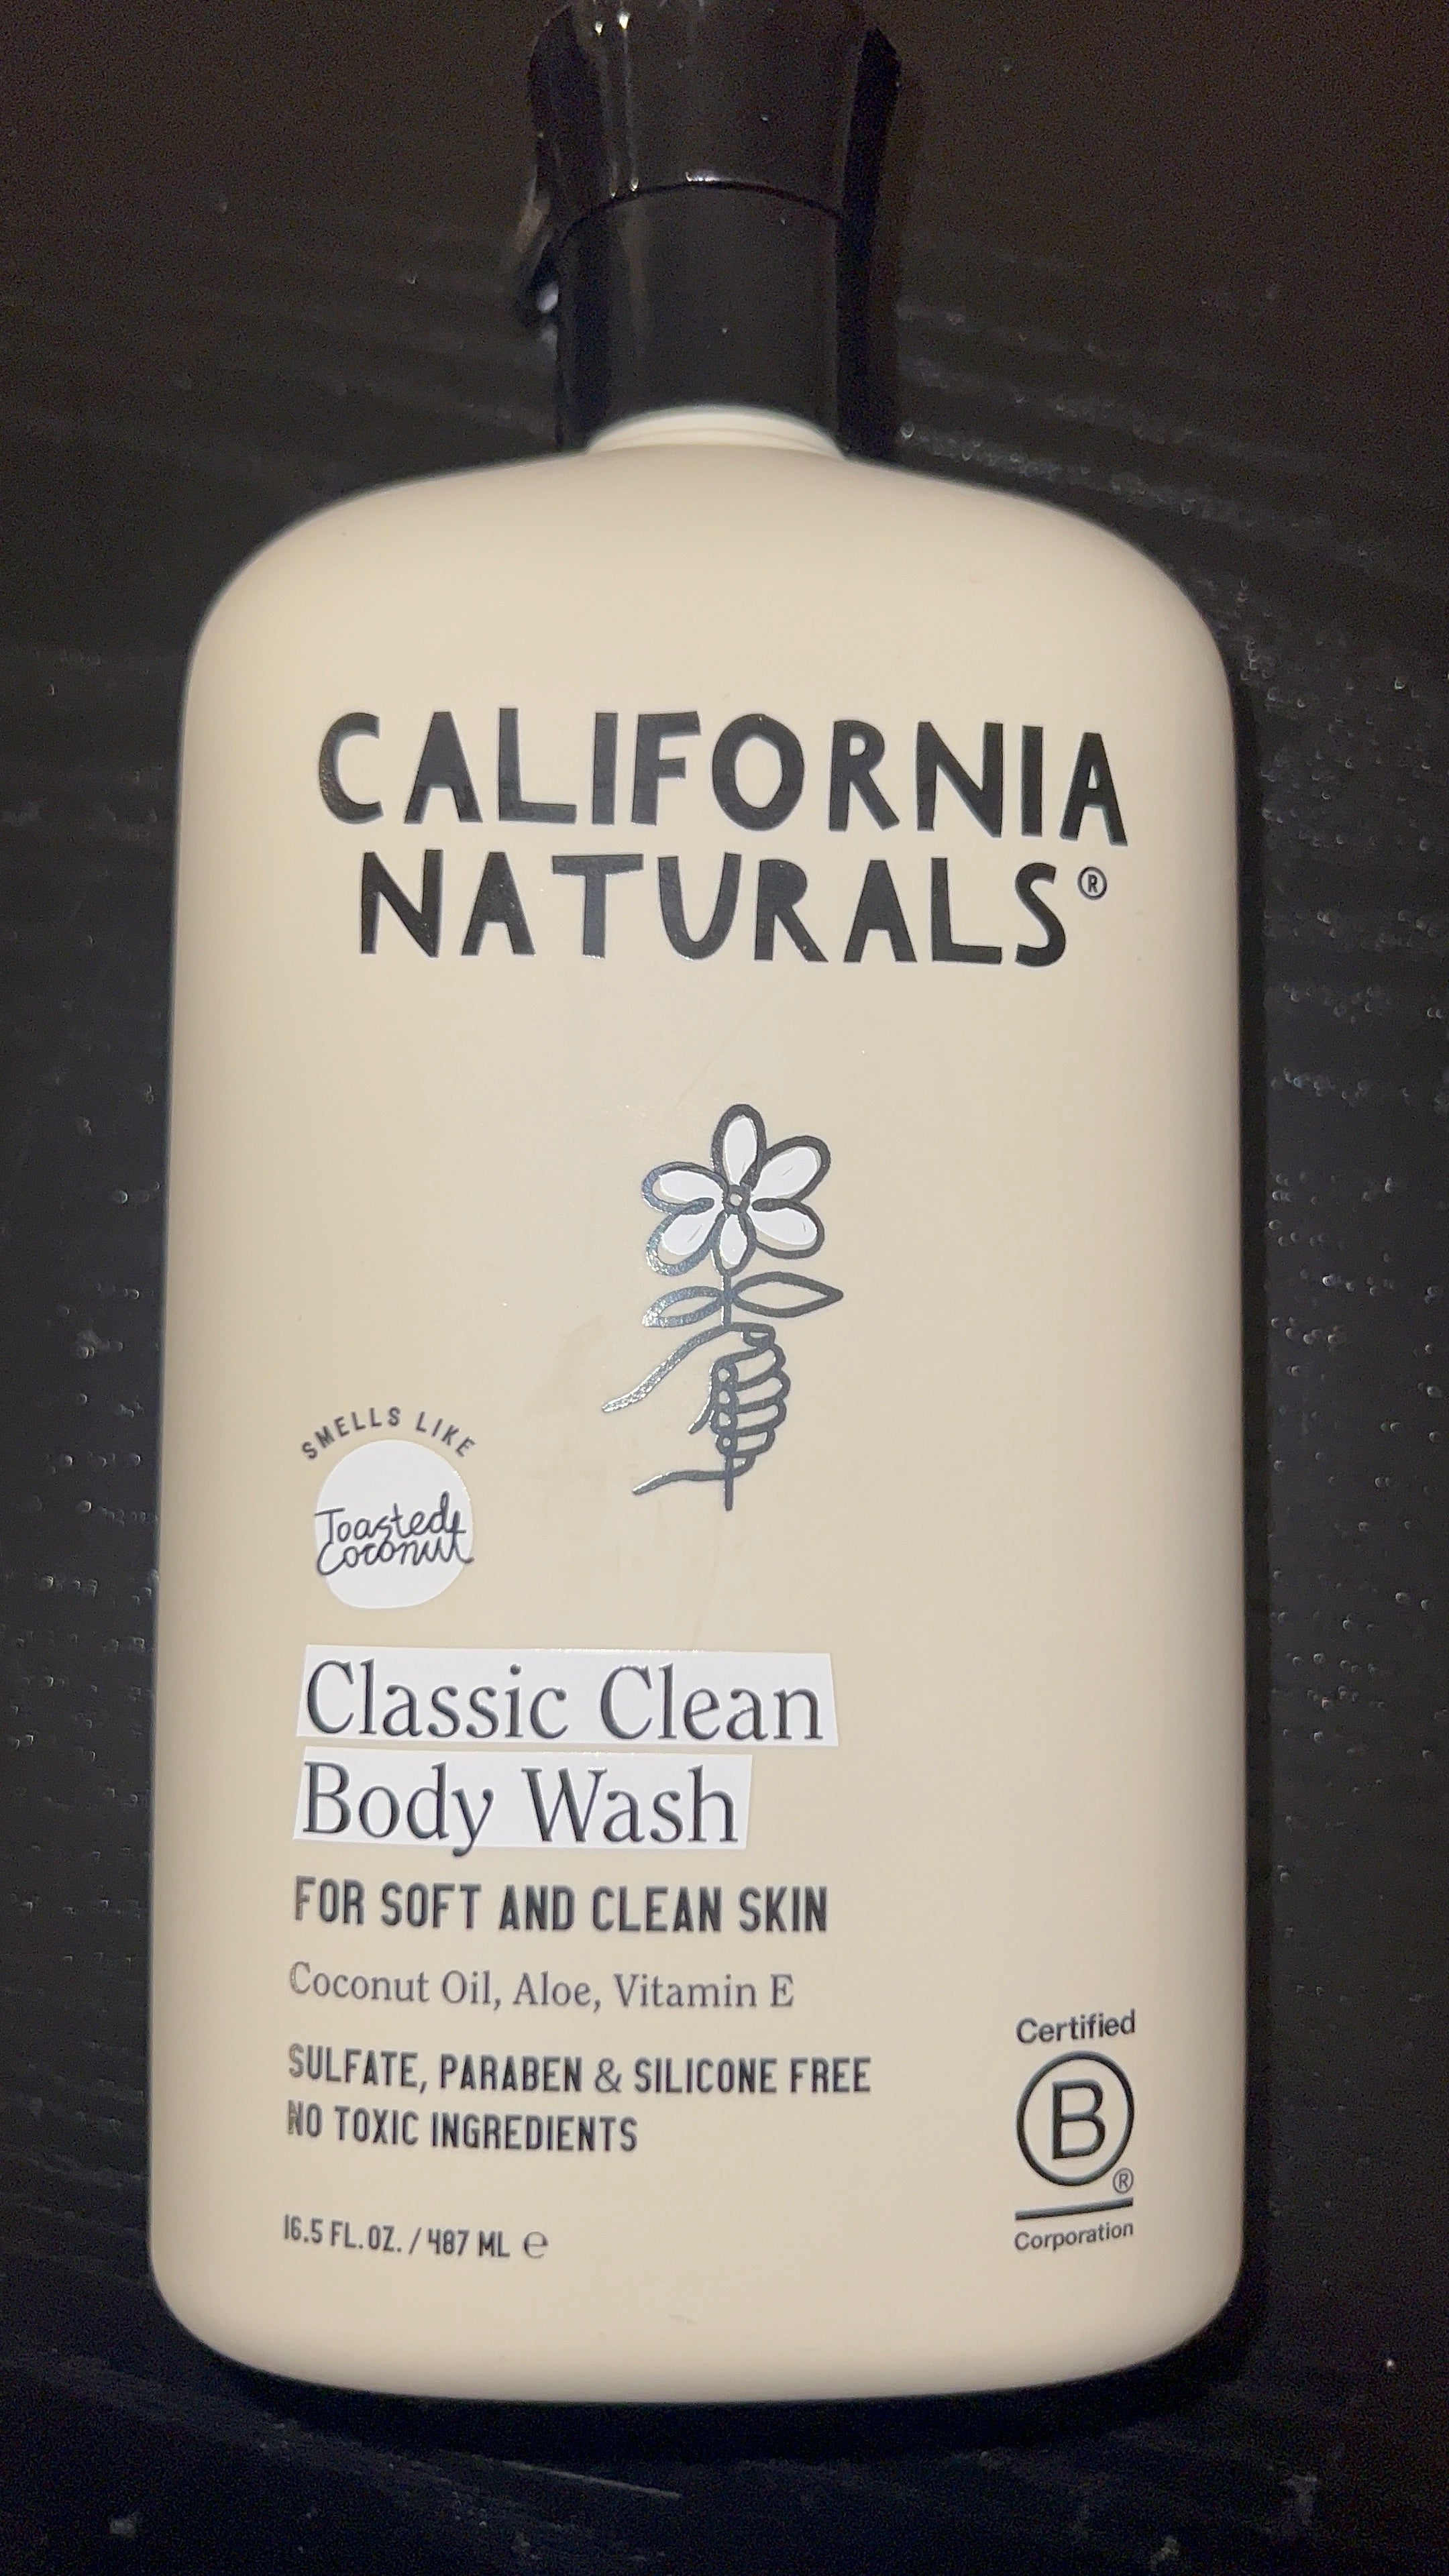 CALIFORNIA
NATURALS®
SMELLS LIKE
Toasted
Coconut
Classic Clean
Body Wash
FOR SOFT AND CLEAN SKIN
Coconut Oil, Aloe, Vitamin E
SULFATE, PARABEN & SILICONE FREE
NO TOXIC INGREDIENTS
16.5 FL.OZ. / 487 ML ℮
Certified
B®
Corporation